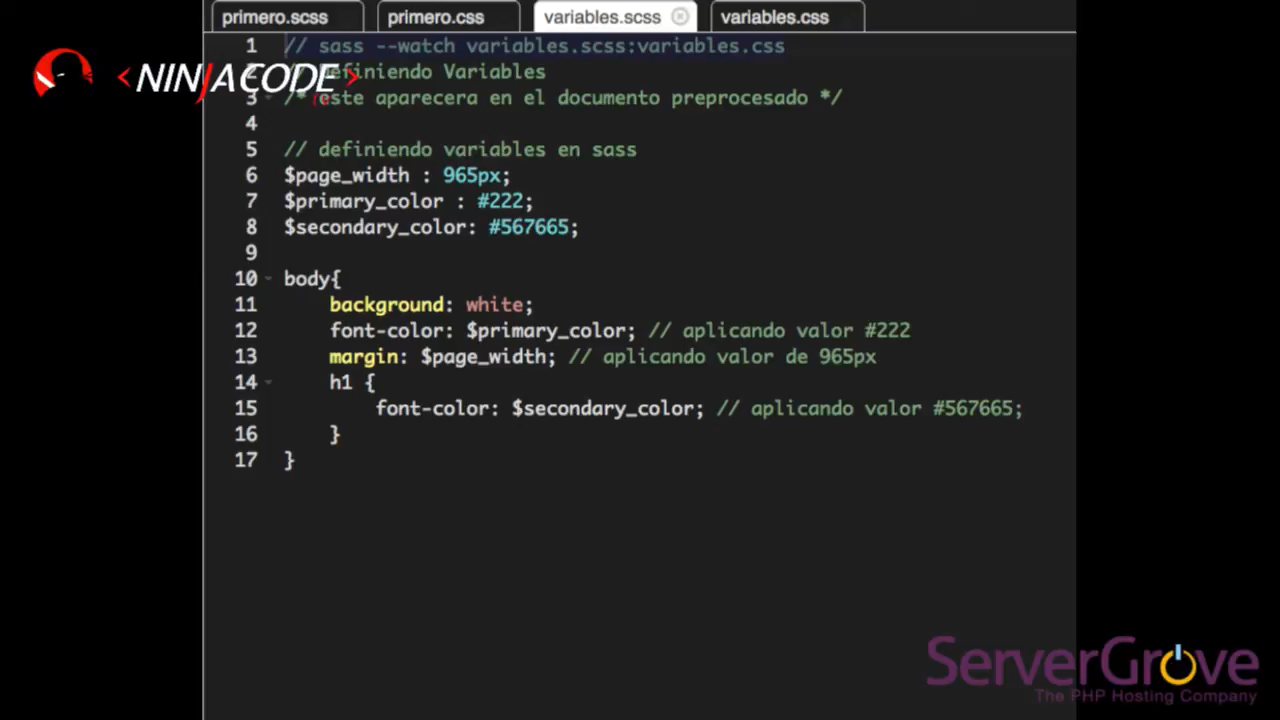 primero.scss primero.css variables.scss variables.css
<NINJACODE>
1 // sass --watch variables.scss:variables.css
2 definiendo Variables
3 /* este aparecera en el documento preprocesado */
4
5 // definiendo variables en sass
6 $page_width : 965px;
7 $primary_color : #222;
8 $secondary_color: #567665;
9
10 body{
11 background: white;
12 font-color: $primary_color; // aplicando valor #222
13 margin: $page_width; // aplicando valor de 965px
14 h1 {
15 font-color: $secondary_color; // aplicando valor #567665;
16 }
17 }
ServerGrove
The PHP Hosting Company